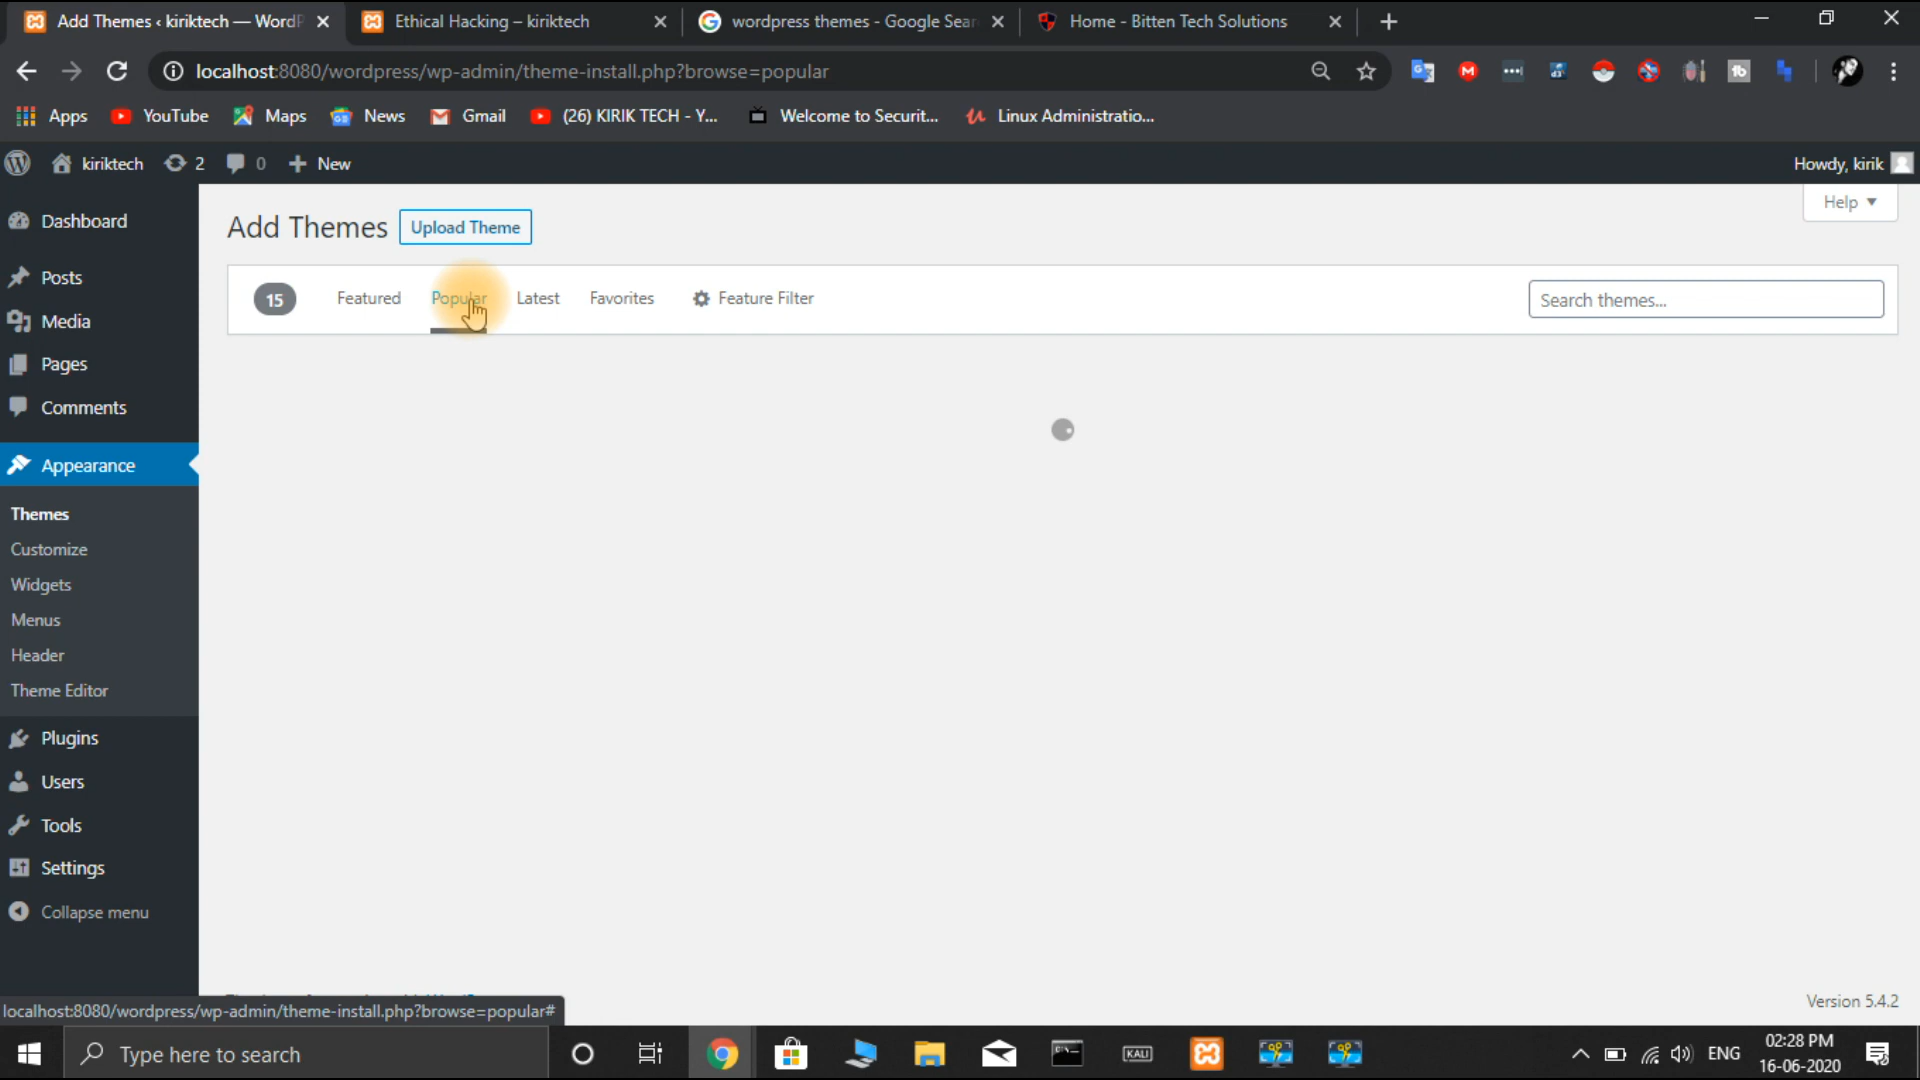 Add Themes ‹ kiriktech — WordP
Ethical Hacking – kiriktech
wordpress themes - Google Sear
Home - Bitten Tech Solutions
localhost:8080/wordpress/wp-admin/theme-install.php?browse=popular
Apps
YouTube
Maps
News
Gmail
(26) KIRIK TECH - Y...
Welcome to Securit...
Linux Administratio...
kiriktech
2
0
New
Howdy, kirik
Help
Add Themes
Upload Theme
15
Featured
Popular
Latest
Favorites
Feature Filter
Search themes...
Dashboard
Posts
Media
Pages
Comments
Appearance
Themes
Customize
Widgets
Menus
Header
Theme Editor
Plugins
Users
Tools
Settings
Collapse menu
Version 5.4.2
localhost:8080/wordpress/wp-admin/theme-install.php?browse=popular#
Type here to search
KALI
ENG
02:28 PM
16-06-2020